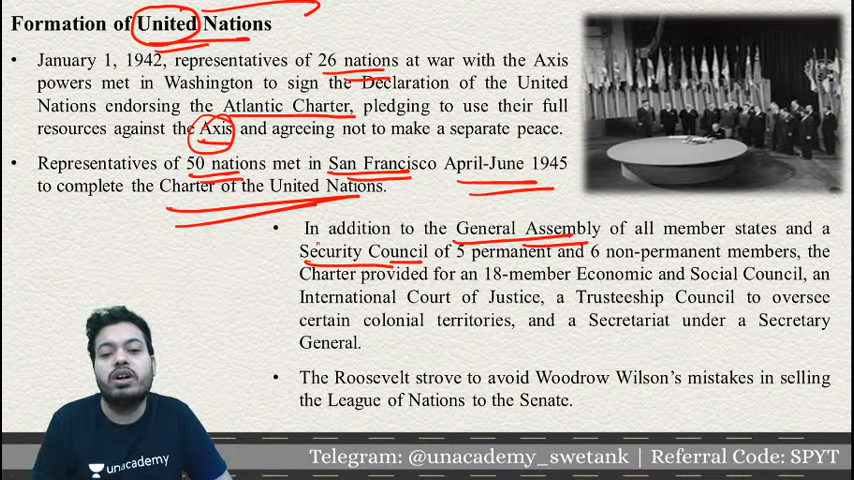 Formation of United Nations
• January 1, 1942, representatives of 26 nations at war with the Axis
powers met in Washington to sign the Declaration of the United
Nations endorsing the Atlantic Charter, pledging to use their full
resources against the Axis and agreeing not to make a separate peace.
• Representatives of 50 nations met in San Francisco April-June 1945
to complete the Charter of the United Nations.
• In addition to the General Assembly of all member states and a
Security Council of 5 permanent and 6 non-permanent members, the
Charter provided for an 18-member Economic and Social Council, an
International Court of Justice, a Trusteeship Council to oversee
certain colonial territories, and a Secretariat under a Secretary
General.
• The Roosevelt strove to avoid Woodrow Wilson's mistakes in selling
the League of Nations to the Senate.
unacademy
Telegram: @unacademy_swetank | Referral Code: SPYT